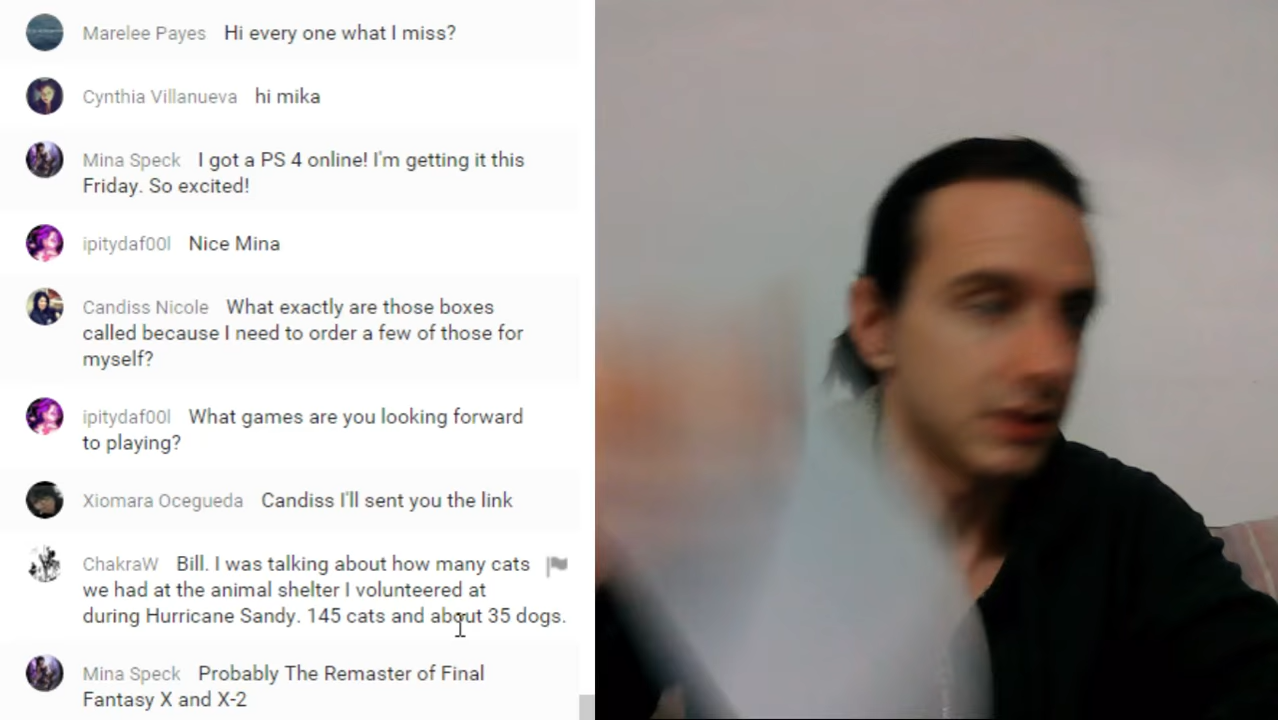 Marelee Payes Hi every one what I miss?
Cynthia Villanueva hi mika
Mina Speck I got a PS 4 online! I'm getting it this
Friday. So excited!
ipitydaf00l Nice Mina
Candiss Nicole What exactly are those boxes
called because I need to order a few of those for
myself?
ipitydaf00l What games are you looking forward
to playing?
Xiomara Ocegueda Candiss I'll sent you the link
ChakraW Bill. I was talking about how many cats
we had at the animal shelter I volunteered at
during Hurricane Sandy. 145 cats and about 35 dogs.
Mina Speck Probably The Remaster of Final
Fantasy X and X-2